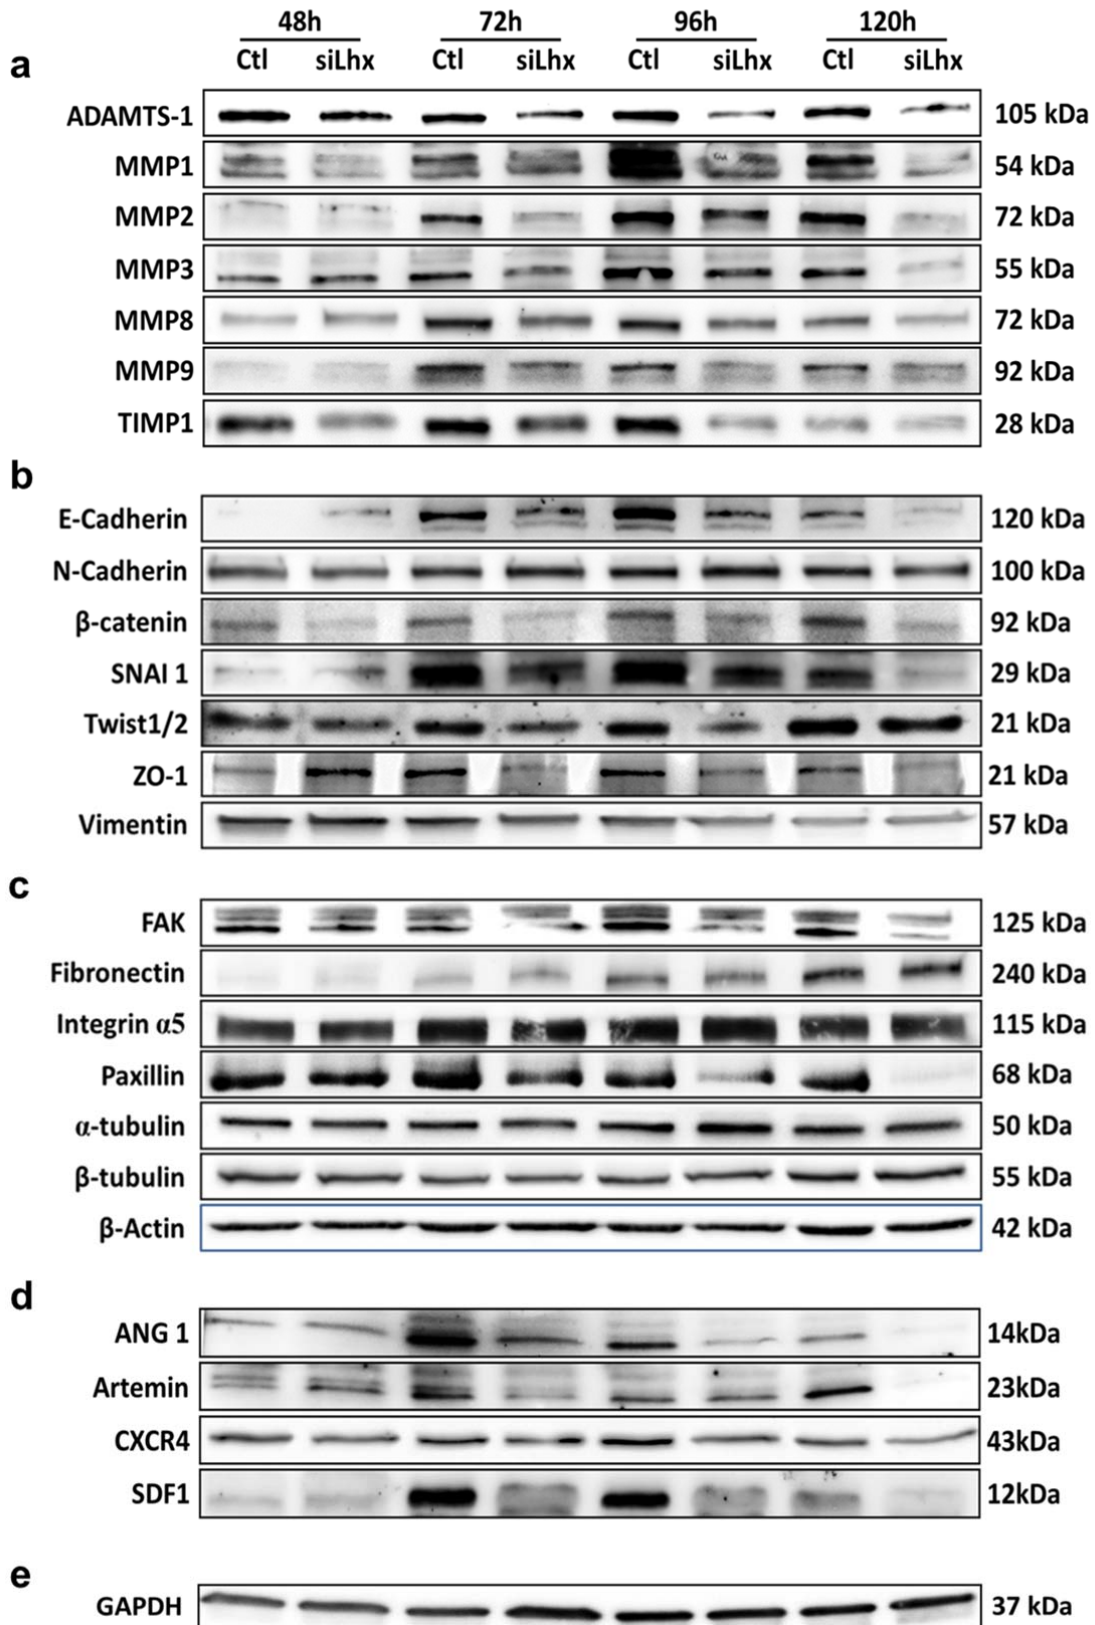 48h 72h 96h 120h
Ctl siLhx Ctl siLhx Ctl siLhx Ctl siLhx
a
ADAMTS-1 105 kDa
MMP1 54 kDa
MMP2 72 kDa
MMP3 55 kDa
MMP8 72 kDa
MMP9 92 kDa
TIMP1 28 kDa
b
E-Cadherin 120 kDa
N-Cadherin 100 kDa
β-catenin 92 kDa
SNAI 1 29 kDa
Twist1/2 21 kDa
ZO-1 21 kDa
Vimentin 57 kDa
c
FAK 125 kDa
Fibronectin 240 kDa
Integrin α5 115 kDa
Paxillin 68 kDa
α-tubulin 50 kDa
β-tubulin 55 kDa
β-Actin 42 kDa
d
ANG 1 14kDa
Artemin 23kDa
CXCR4 43kDa
SDF1 12kDa
e
GAPDH 37 kDa